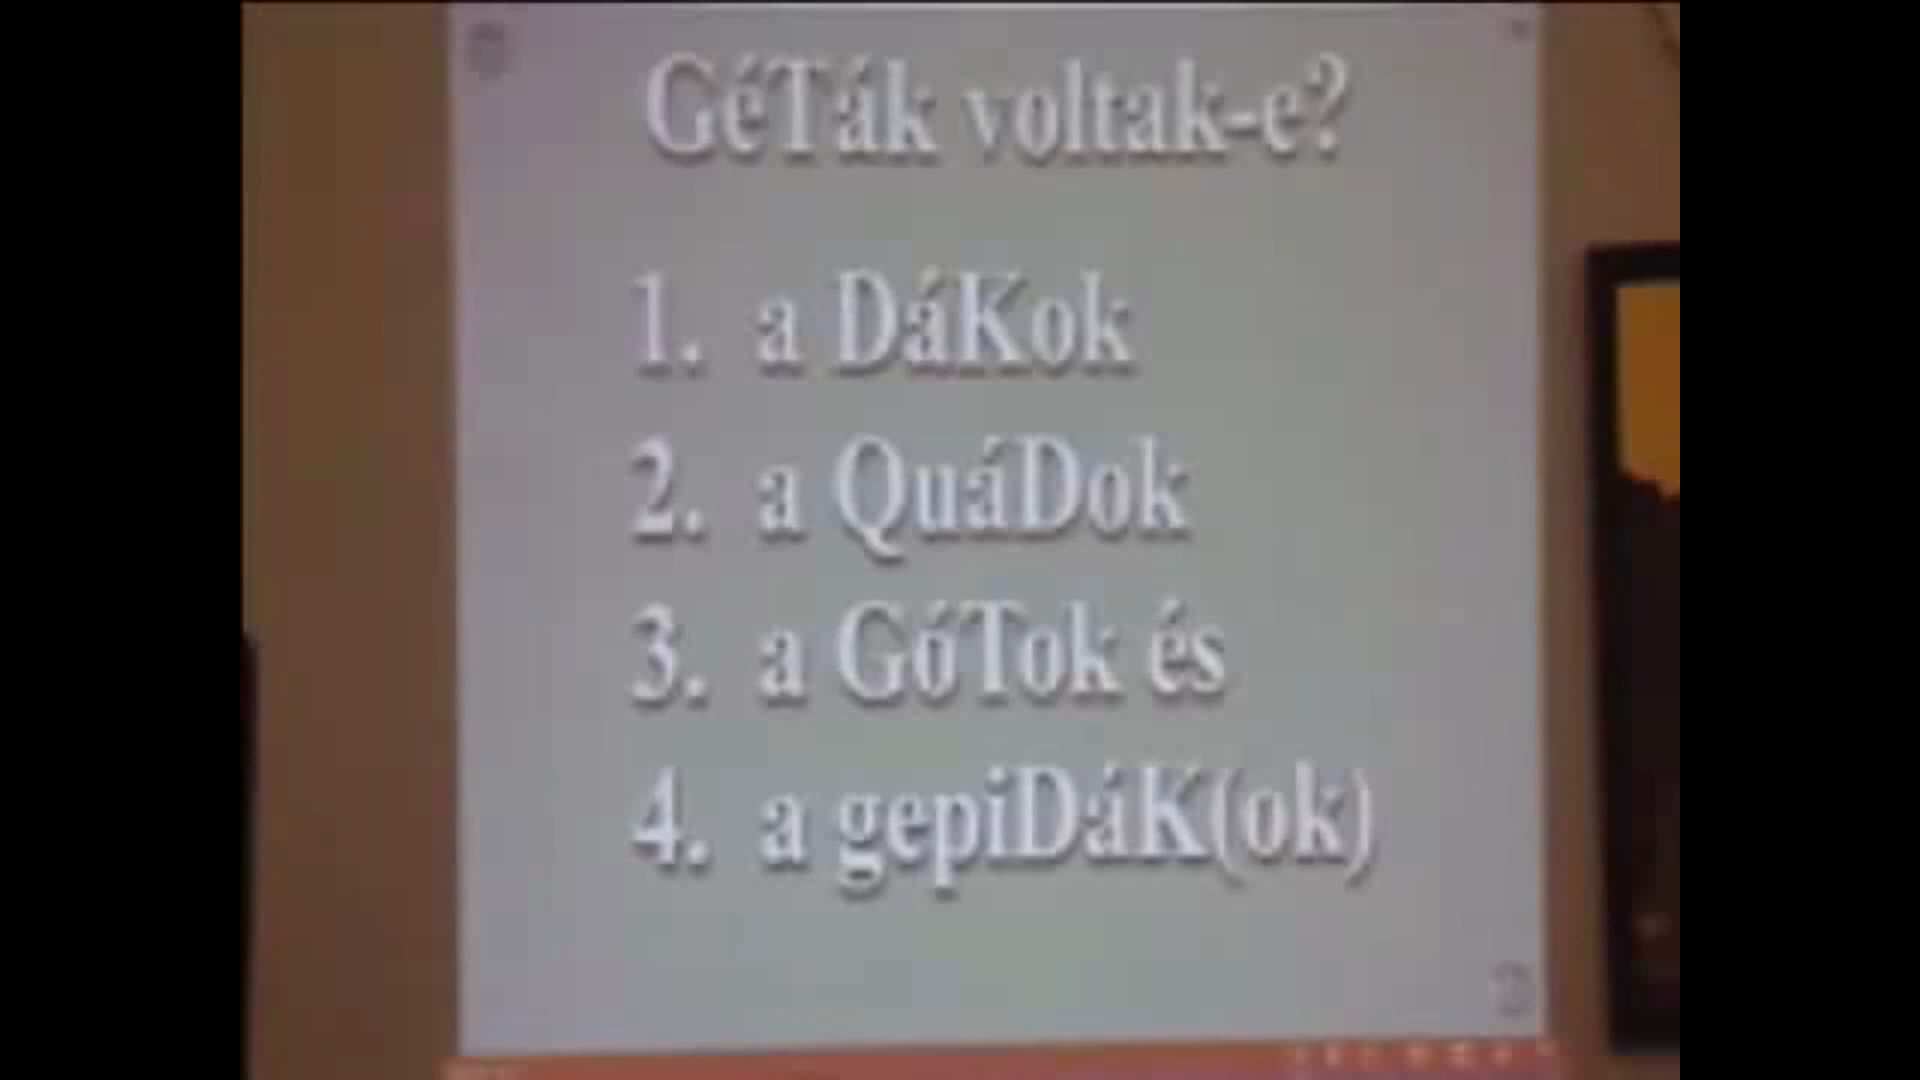 GéTák voltak-e?
1. a DáKok
2. a QuáDok
3. a GóTok és
4. a gepiDáK(ok)